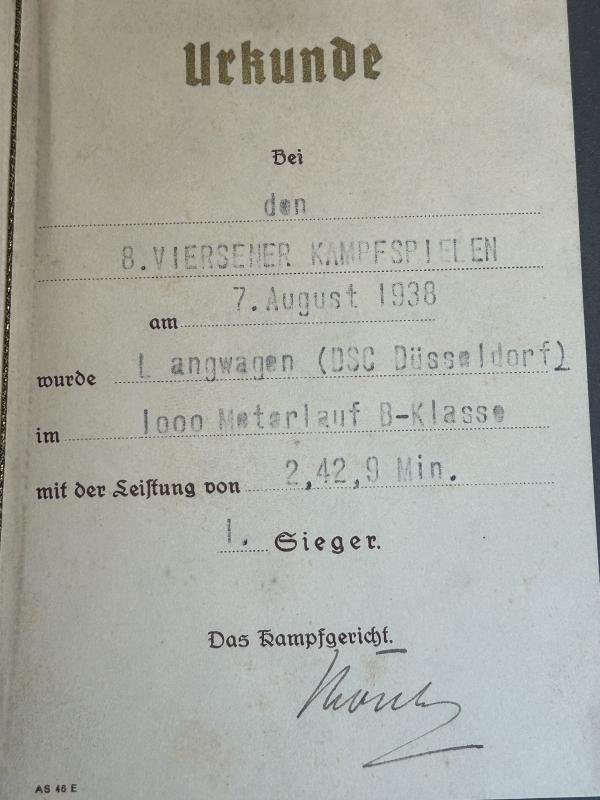 Urkunde
Bei
den
8. VIERSENER KAMPFSPIELEN
am 7. August 1938
wurde Langwagen (DSC Düsseldorf)
im 1000 Meterlauf B-Klasse
mit der Leistung von 2,42,9 Min.
1. Sieger.
Das Kampfgericht.
AS 46 E